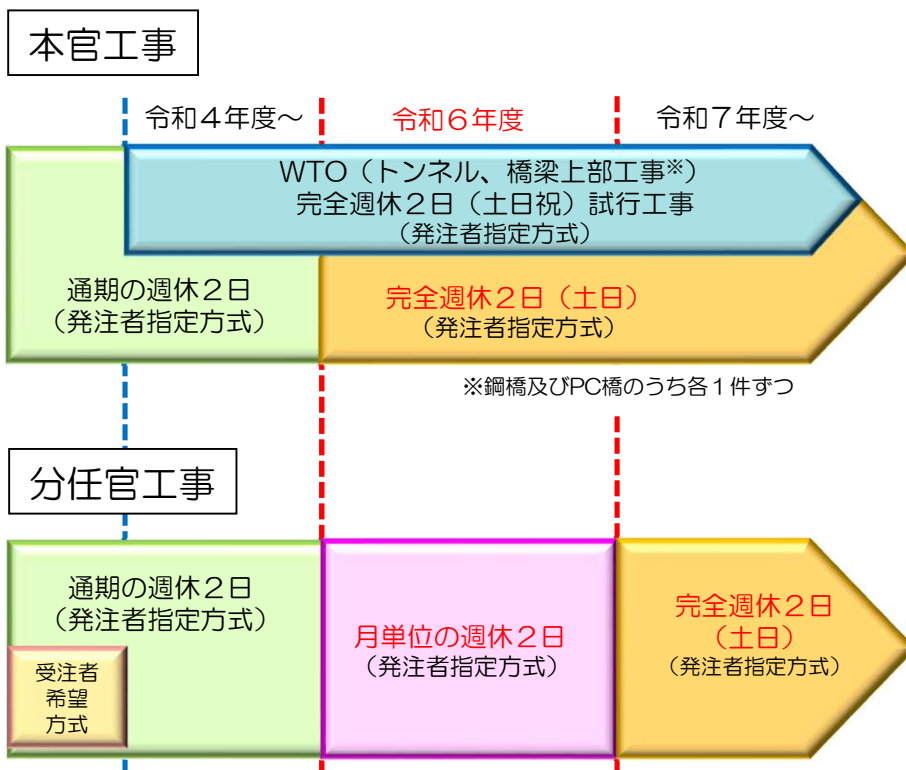 本官工事
令和４年度～
令和６年度
令和７年度～
WTO（トンネル、橋梁上部工事※）
完全週休２日（土日祝）試行工事
（発注者指定方式）
通期の週休２日
（発注者指定方式）
完全週休２日（土日）
（発注者指定方式）
※鋼橋及びPC橋のうち各１件ずつ
分任官工事
通期の週休２日
（発注者指定方式）
受注者
希望
方式
月単位の週休２日
（発注者指定方式）
完全週休２日
（土日）
（発注者指定方式）